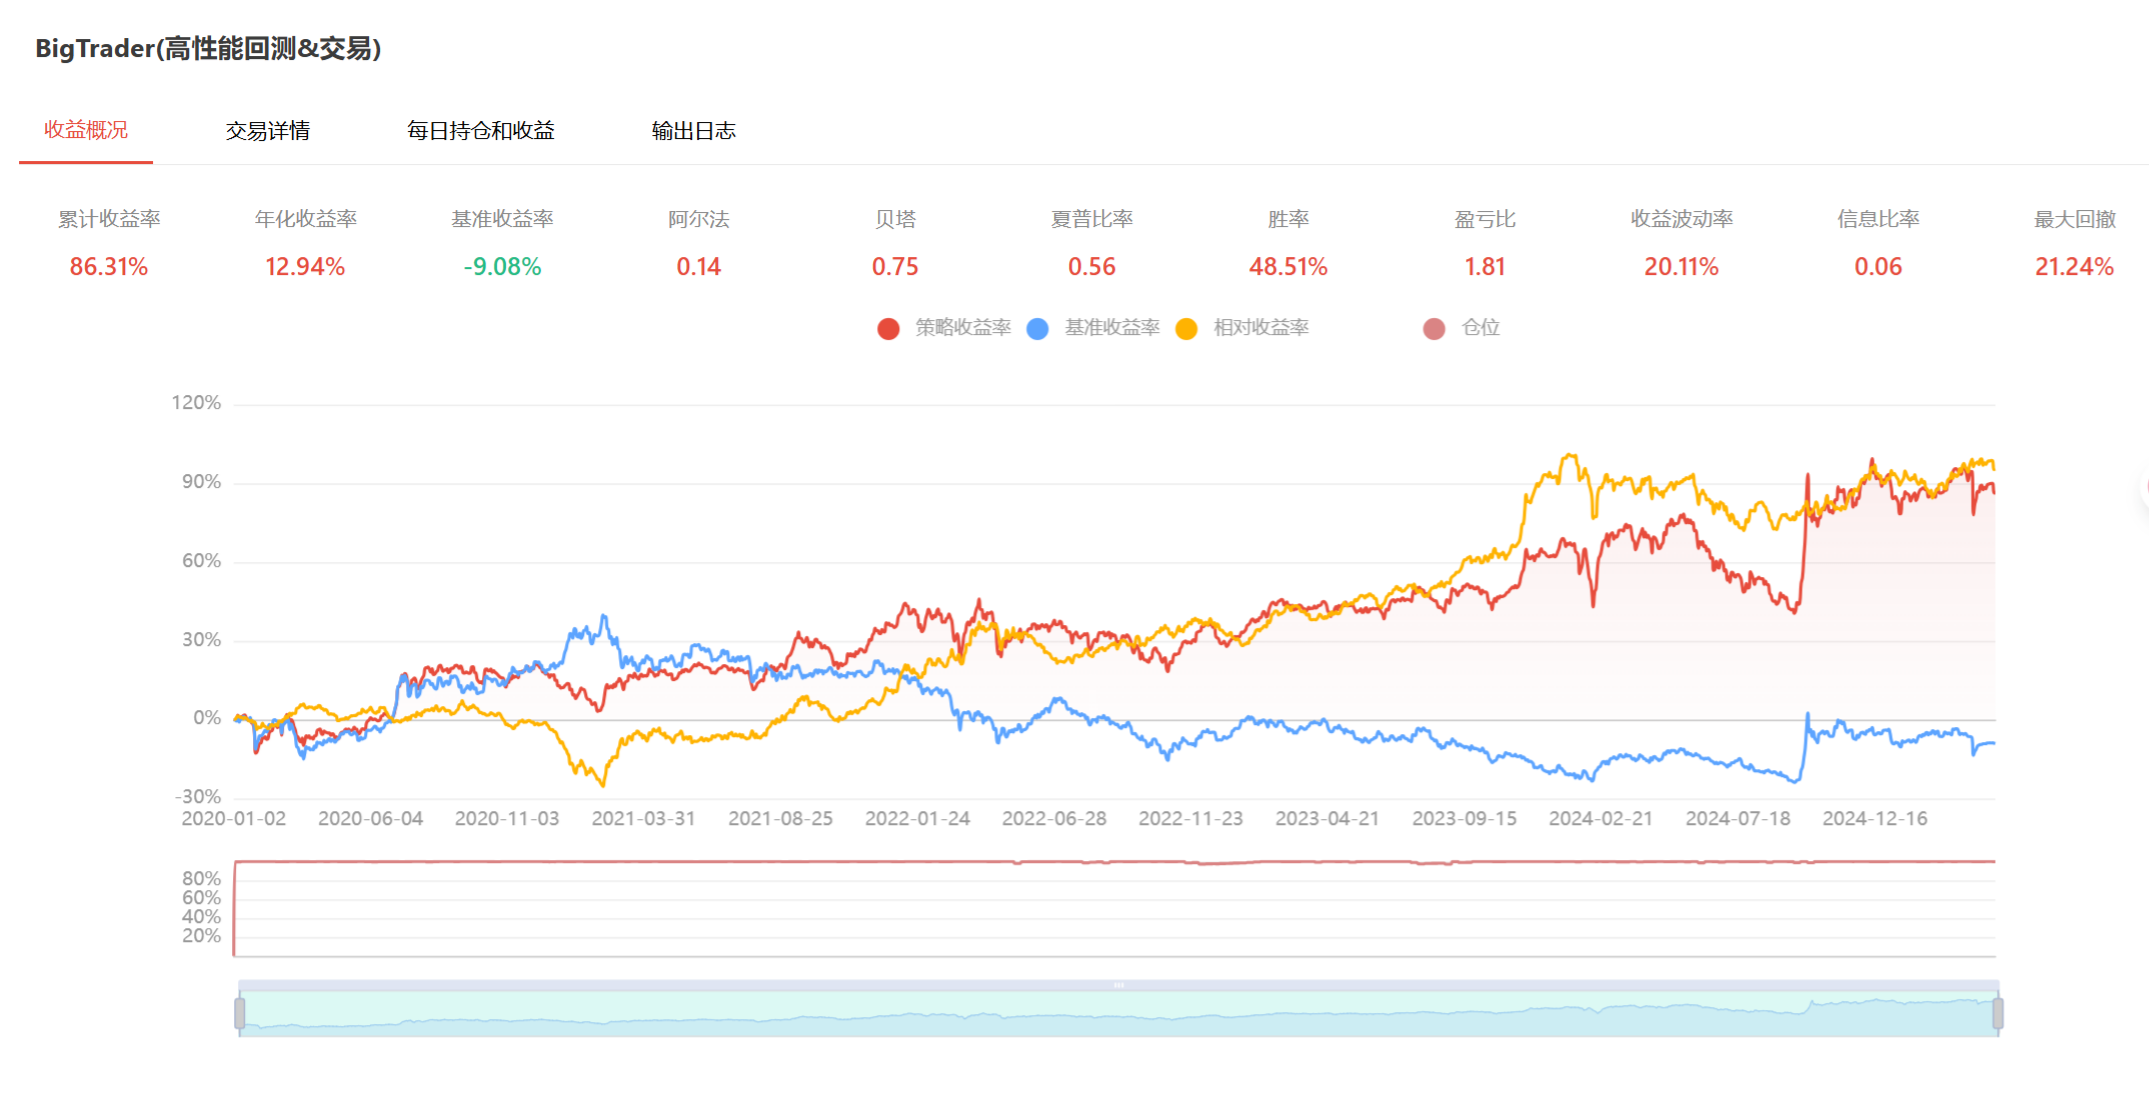 BigTrader(高性能回测&交易)
收益概况 交易详情 每日持仓和收益 输出日志
累计收益率 年化收益率 基准收益率 阿尔法 贝塔 夏普比率 胜率 盈亏比 收益波动率 信息比率 最大回撤
86.31% 12.94% -9.08% 0.14 0.75 0.56 48.51% 1.81 20.11% 0.06 21.24%
策略收益率 基准收益率 相对收益率 仓位
120%
90%
60%
30%
0%
-30%
2020-01-02 2020-06-04 2020-11-03 2021-03-31 2021-08-25 2022-01-24 2022-06-28 2022-11-23 2023-04-21 2023-09-15 2024-02-21 2024-07-18 2024-12-16
80%
60%
40%
20%